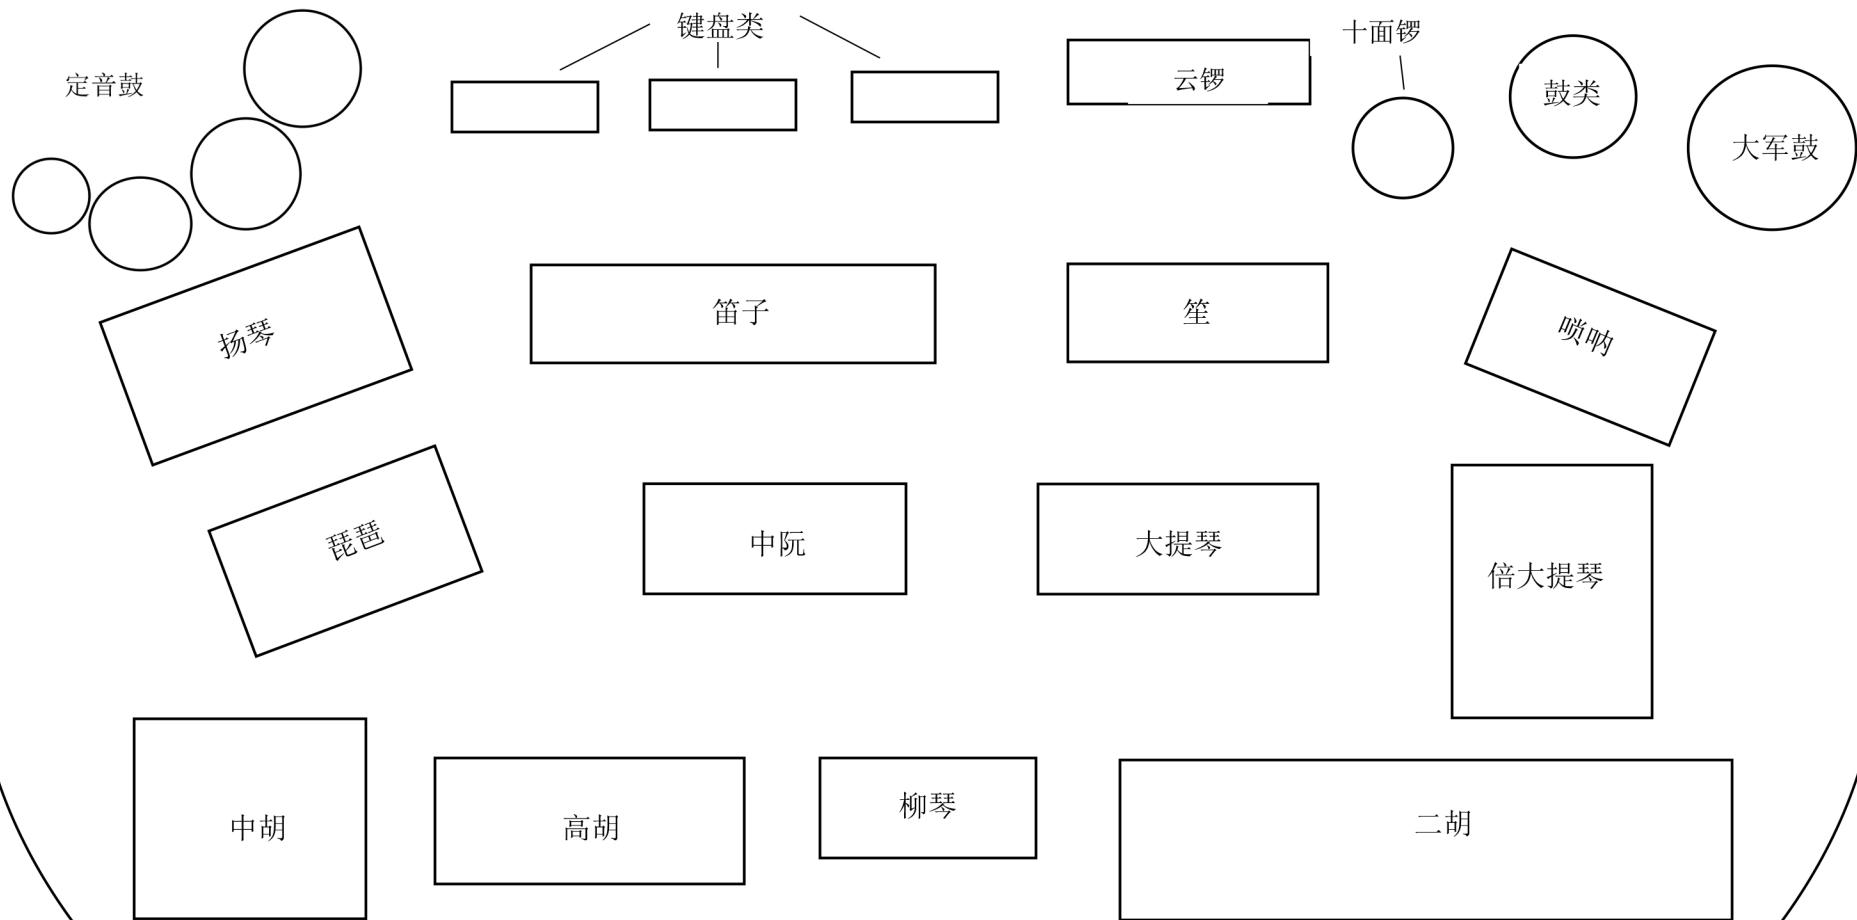 键盘类
十面锣
定音鼓
云锣
鼓类
大军鼓
扬琴
笛子
笙
唢呐
琵琶
中阮
大提琴
倍大提琴
中胡
高胡
柳琴
二胡